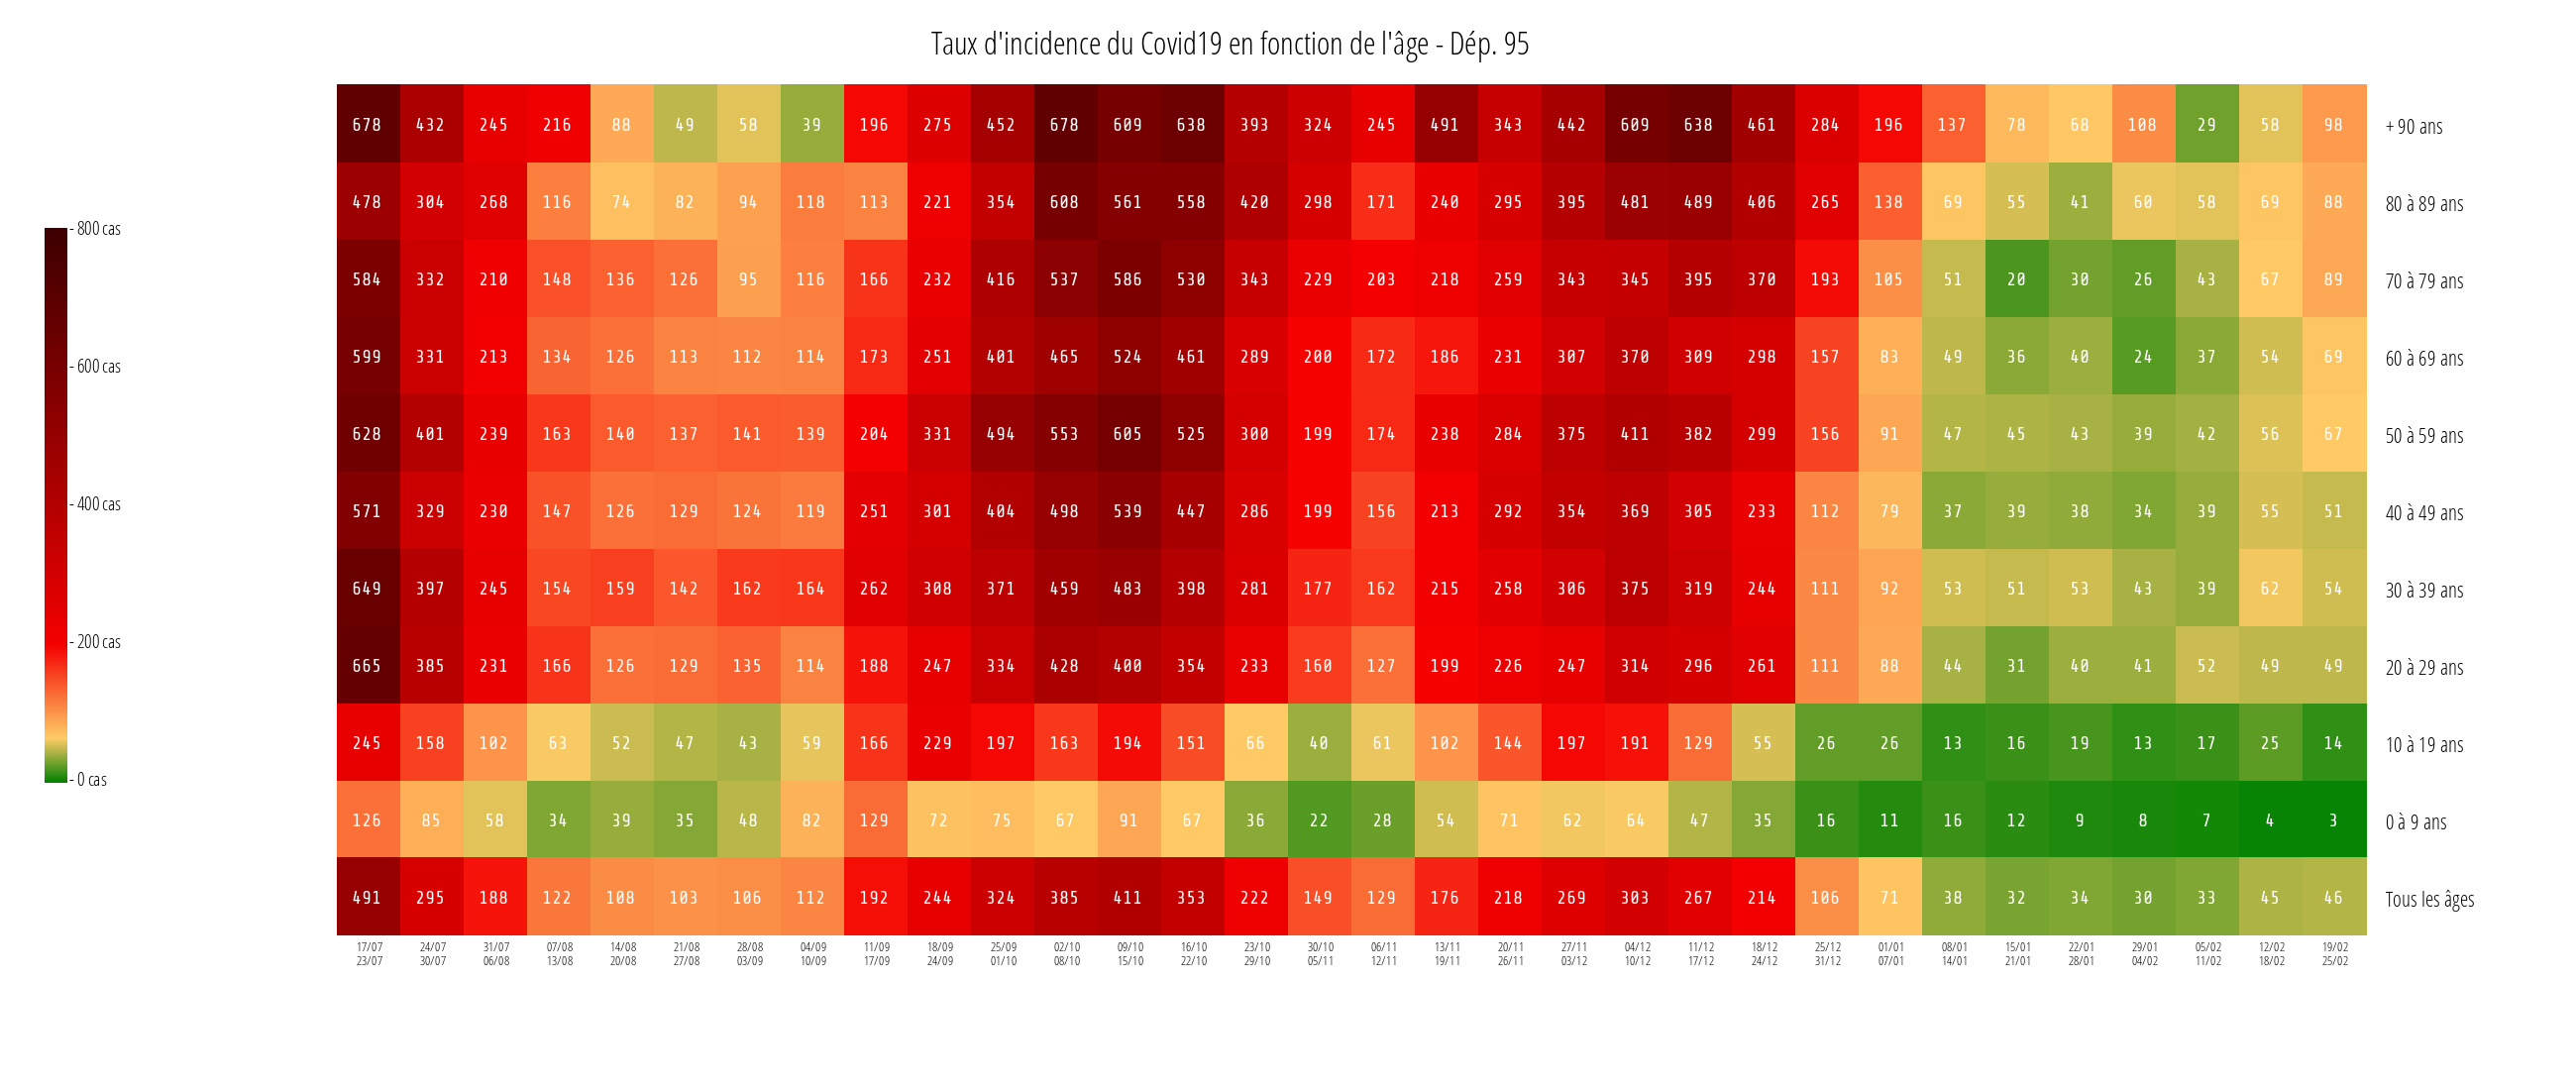 Taux d'incidence du Covid19 en fonction de l'âge - Dép. 95
- 800 cas
- 600 cas
- 400 cas
- 200 cas
- 0 cas
678 432 245 216 88 49 58 39 196 275 452 678 609 638 393 324 245 491 343 442 609 638 461 284 196 137 78 68 108 29 58 98 + 90 ans
478 304 268 116 74 82 94 118 113 221 354 608 561 558 420 298 171 240 295 395 481 489 406 265 138 69 55 41 60 58 69 88 80 à 89 ans
584 332 210 148 136 126 95 116 166 232 416 537 586 530 343 229 203 218 259 343 345 395 370 193 105 51 20 30 26 43 67 89 70 à 79 ans
599 331 213 134 126 113 112 114 173 251 401 465 524 461 289 200 172 186 231 307 370 309 298 157 83 49 36 40 24 37 54 69 60 à 69 ans
628 401 239 163 140 137 141 139 204 331 494 553 605 525 300 199 174 238 284 375 411 382 299 156 91 47 45 43 39 42 56 67 50 à 59 ans
571 329 230 147 126 129 124 119 251 301 404 498 539 447 286 199 156 213 292 354 369 305 233 112 79 37 39 38 34 39 55 51 40 à 49 ans
649 397 245 154 159 142 162 164 262 308 371 459 483 398 281 177 162 215 258 306 375 319 244 111 92 53 51 53 43 39 62 54 30 à 39 ans
665 385 231 166 126 129 135 114 188 247 334 428 400 354 233 160 127 199 226 247 314 296 261 111 88 44 31 40 41 52 49 49 20 à 29 ans
245 158 102 63 52 47 43 59 166 229 197 163 194 151 66 40 61 102 144 197 191 129 55 26 26 13 16 19 13 17 25 14 10 à 19 ans
126 85 58 34 39 35 48 82 129 72 75 67 91 67 36 22 28 54 71 62 64 47 35 16 11 16 12 9 8 7 4 3 0 à 9 ans
491 295 188 122 108 103 106 112 192 244 324 385 411 353 222 149 129 176 218 269 303 267 214 106 71 38 32 34 30 33 45 46 Tous les âges
17/07 24/07 31/07 07/08 14/08 21/08 28/08 04/09 11/09 18/09 25/09 02/10 09/10 16/10 23/10 30/10 06/11 13/11 20/11 27/11 04/12 11/12 18/12 25/12 01/01 08/01 15/01 22/01 29/01 05/02 12/02 19/02
23/07 30/07 06/08 13/08 20/08 27/08 03/09 10/09 17/09 24/09 01/10 08/10 15/10 22/10 29/10 05/11 12/11 19/11 26/11 03/12 10/12 17/12 24/12 31/12 07/01 14/01 21/01 28/01 04/02 11/02 18/02 25/02